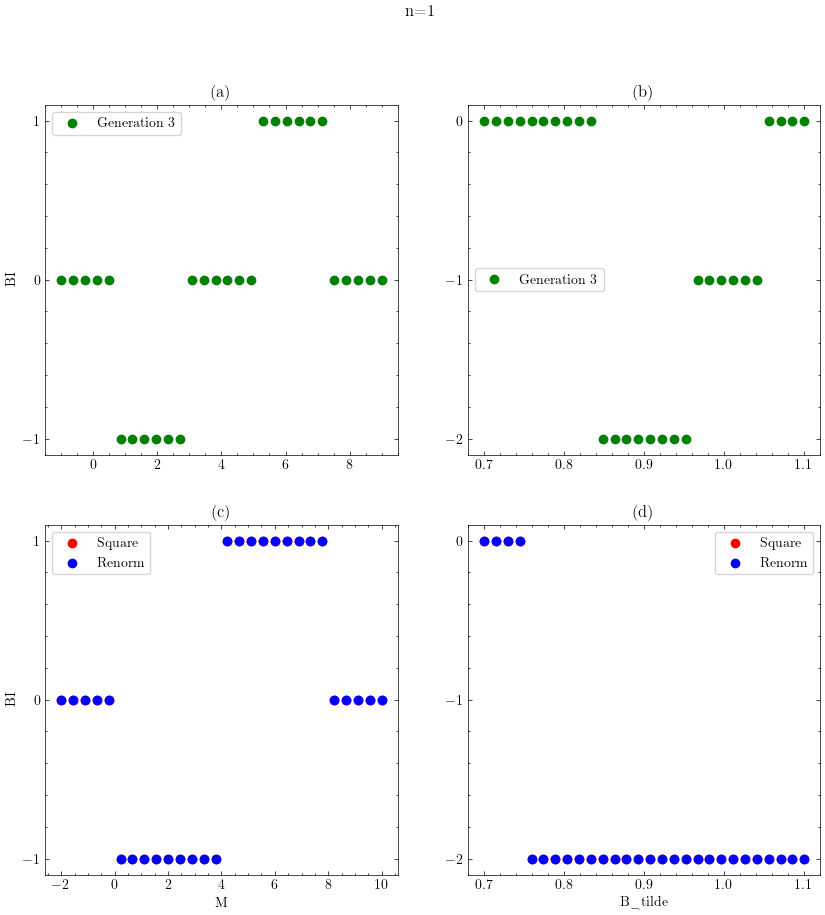 n=1
(a)
BI
1
0
−1
Generation 3
0 2 4 6 8
(b)
0
−1
−2
Generation 3
0.7 0.8 0.9 1.0 1.1
(c)
BI
1
0
−1
Square
Renorm
−2 0 2 4 6 8 10
M
(d)
0
−1
−2
Square
Renorm
0.7 0.8 0.9 1.0 1.1
B_tilde